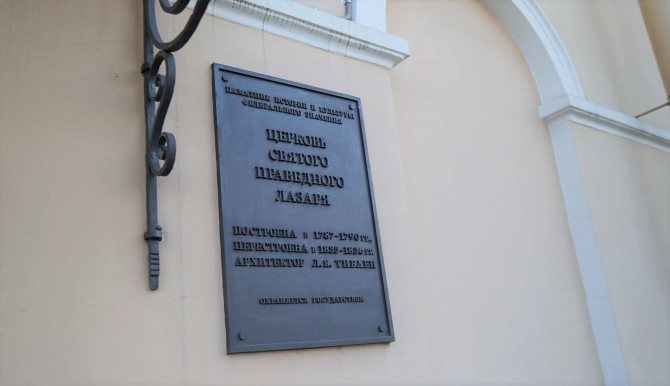 ПАМЯТНИК ИСТОРИИ И КУЛЬТУРЫ
ФЕДЕРАЛЬНОГО ЗНАЧЕНИЯ
ЦЕРКОВЬ
СВЯТОГО
ПРАВЕДНОГО
ЛАЗАРЯ
ПОСТРОЕНА В 1787-1790 ГГ.,
ПЕРЕСТРОЕНА В 1835-1836 ГГ.
АРХИТЕКТОР Л.Я. ТИБЛЕН
ОХРАНЯЕТСЯ ГОСУДАРСТВОМ